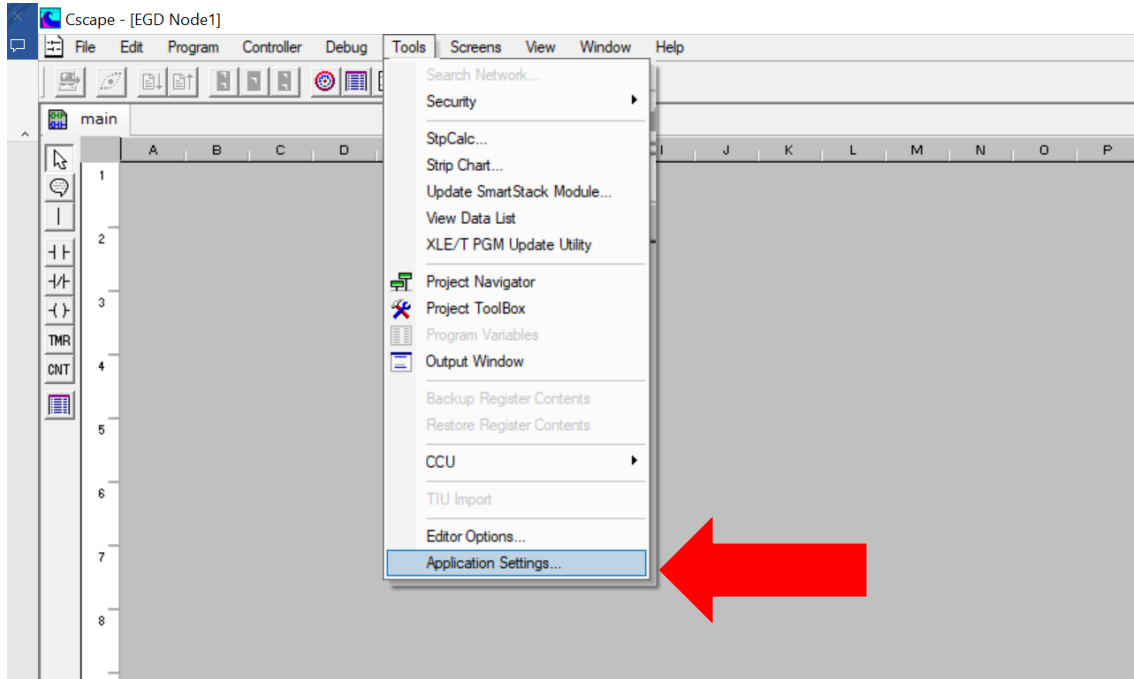 Cscape - [EGD Node1]
File Edit Program Controller Debug Tools Screens View Window Help
main
A B C D I J K L M N O P
Search Network...
Security
StpCalc...
Strip Chart...
Update SmartStack Module...
View Data List
XLE/T PGM Update Utility
Project Navigator
Project ToolBox
Program Variables
Output Window
Backup Register Contents
Restore Register Contents
CCU
TIU Import
Editor Options...
Application Settings...
TMR
CNT
1
2
3
4
5
6
7
8